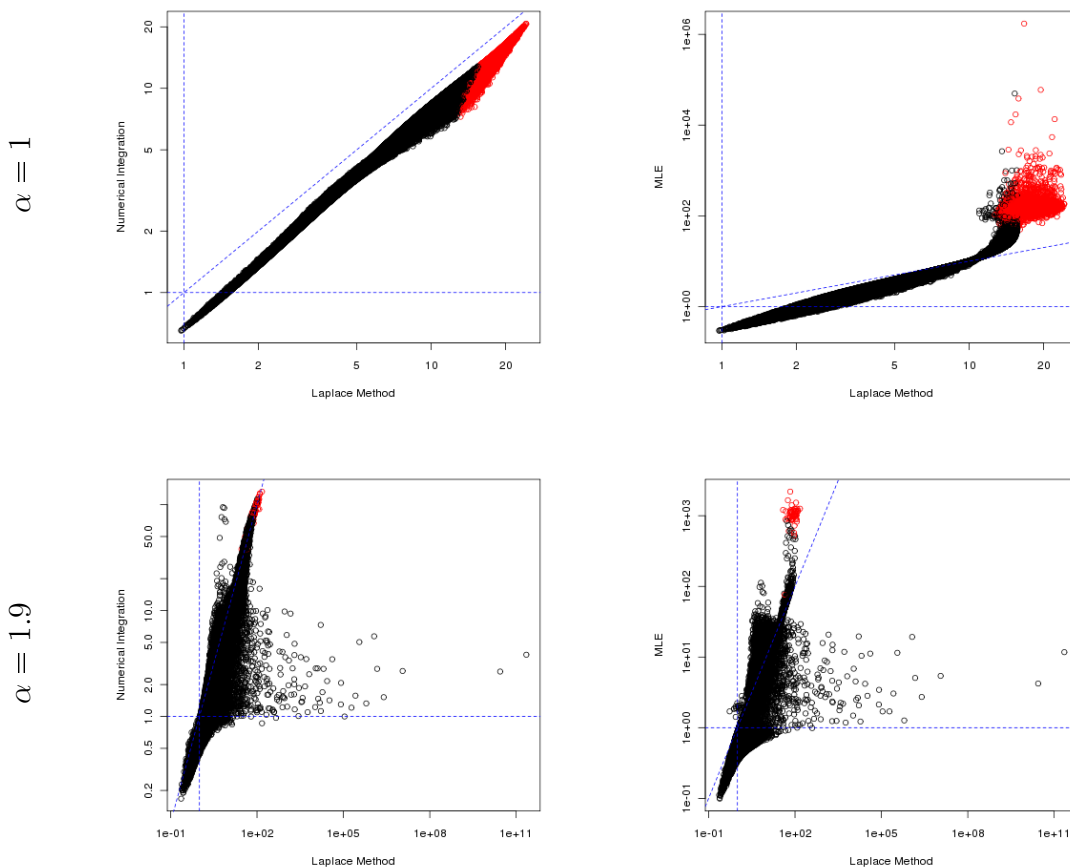 α = 1
Numerical Integration
20
10
5
2
1
1 2 5 10 20
Laplace Method
MLE
1e+06
1e+04
1e+02
1e+00
1 2 5 10 20
Laplace Method
α = 1.9
Numerical Integration
50.0
10.0
5.0
2.0
1.0
0.5
0.2
1e-01 1e+02 1e+05 1e+08 1e+11
Laplace Method
MLE
1e+03
1e+02
1e+01
1e+00
1e-01
1e-01 1e+02 1e+05 1e+08 1e+11
Laplace Method